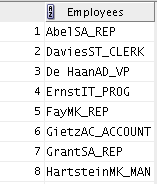 Employees
1 AbelSA_REP
2 DaviesST_CLERK
3 De HaanAD_VP
4 ErnstIT_PROG
5 FayMK_REP
6 GietzAC_ACCOUNT
7 GrantSA_REP
8 HartsteinMK_MAN